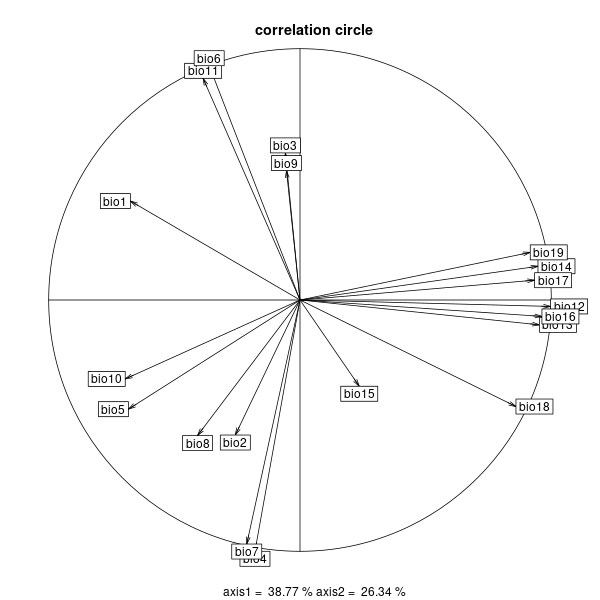 correlation circle
bio6
bio11
bio3
bio9
bio1
bio19
bio14
bio17
bio12
bio16
bio13
bio10
bio15
bio5
bio18
bio8
bio2
bio7
bio4
axis1 = 38.77 % axis2 = 26.34 %